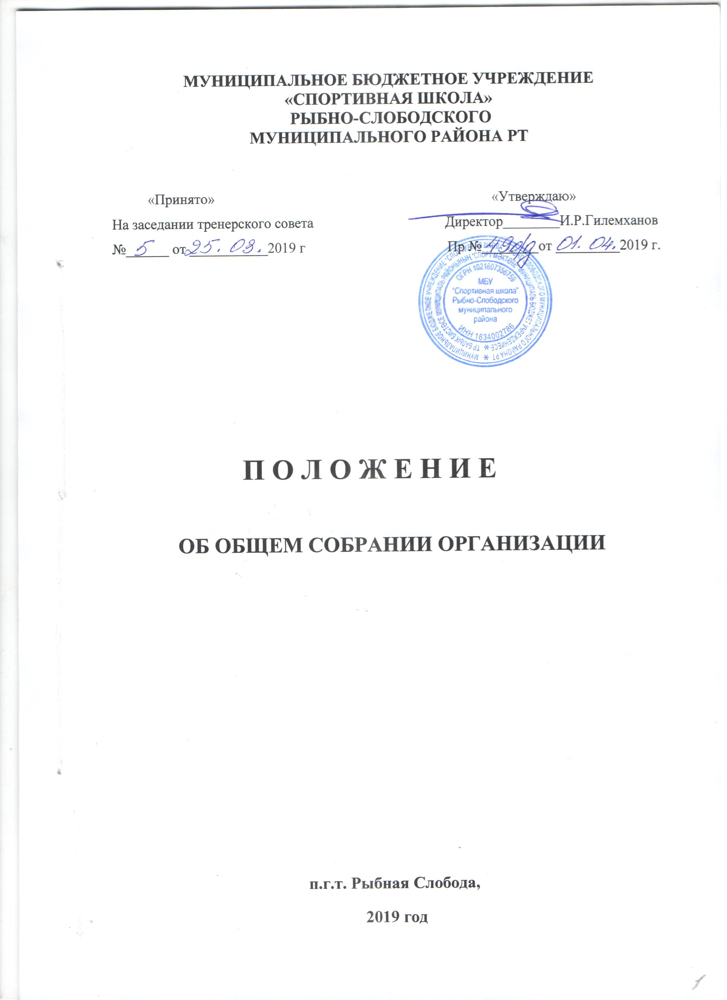 МУНИЦИПАЛЬНОЕ БЮДЖЕТНОЕ УЧРЕЖДЕНИЕ
«СПОРТИВНАЯ ШКОЛА»
РЫБНО-СЛОБОДСКОГО
МУНИЦИПАЛЬНОГО РАЙОНА РТ
«Принято»
На заседании тренерского совета
№ 5 от 25. 03. 2019 г
«Утверждаю»
Директор И.Р.Гилемханов
Пр № от 01. 04. 2019 г.
МУНИЦИПАЛЬНОЕ БЮДЖЕТНОЕ УЧРЕЖДЕНИЕ "СПОРТИВНАЯ ШКОЛА" РЫБНО-СЛОБОДСКОГО МУНИЦИПАЛЬНОГО РАЙОНА РТ
ТР БАЛЫК БИСТӘСЕ МУНИЦИПАЛЬ РАЙОНЫНЫҢ "СПОРТ МӘКТӘБЕ" МУНИЦИПАЛЬ БЮДЖЕТ УЧРЕЖДЕНИЕСЕ
ОГРН 1021607356759
МБУ
"Спортивная школа"
Рыбно-Слободского
муниципального
района
ИНН 1634002786
П О Л О Ж Е Н И Е
ОБ ОБЩЕМ СОБРАНИИ ОРГАНИЗАЦИИ
п.г.т. Рыбная Слобода,
2019 год
1